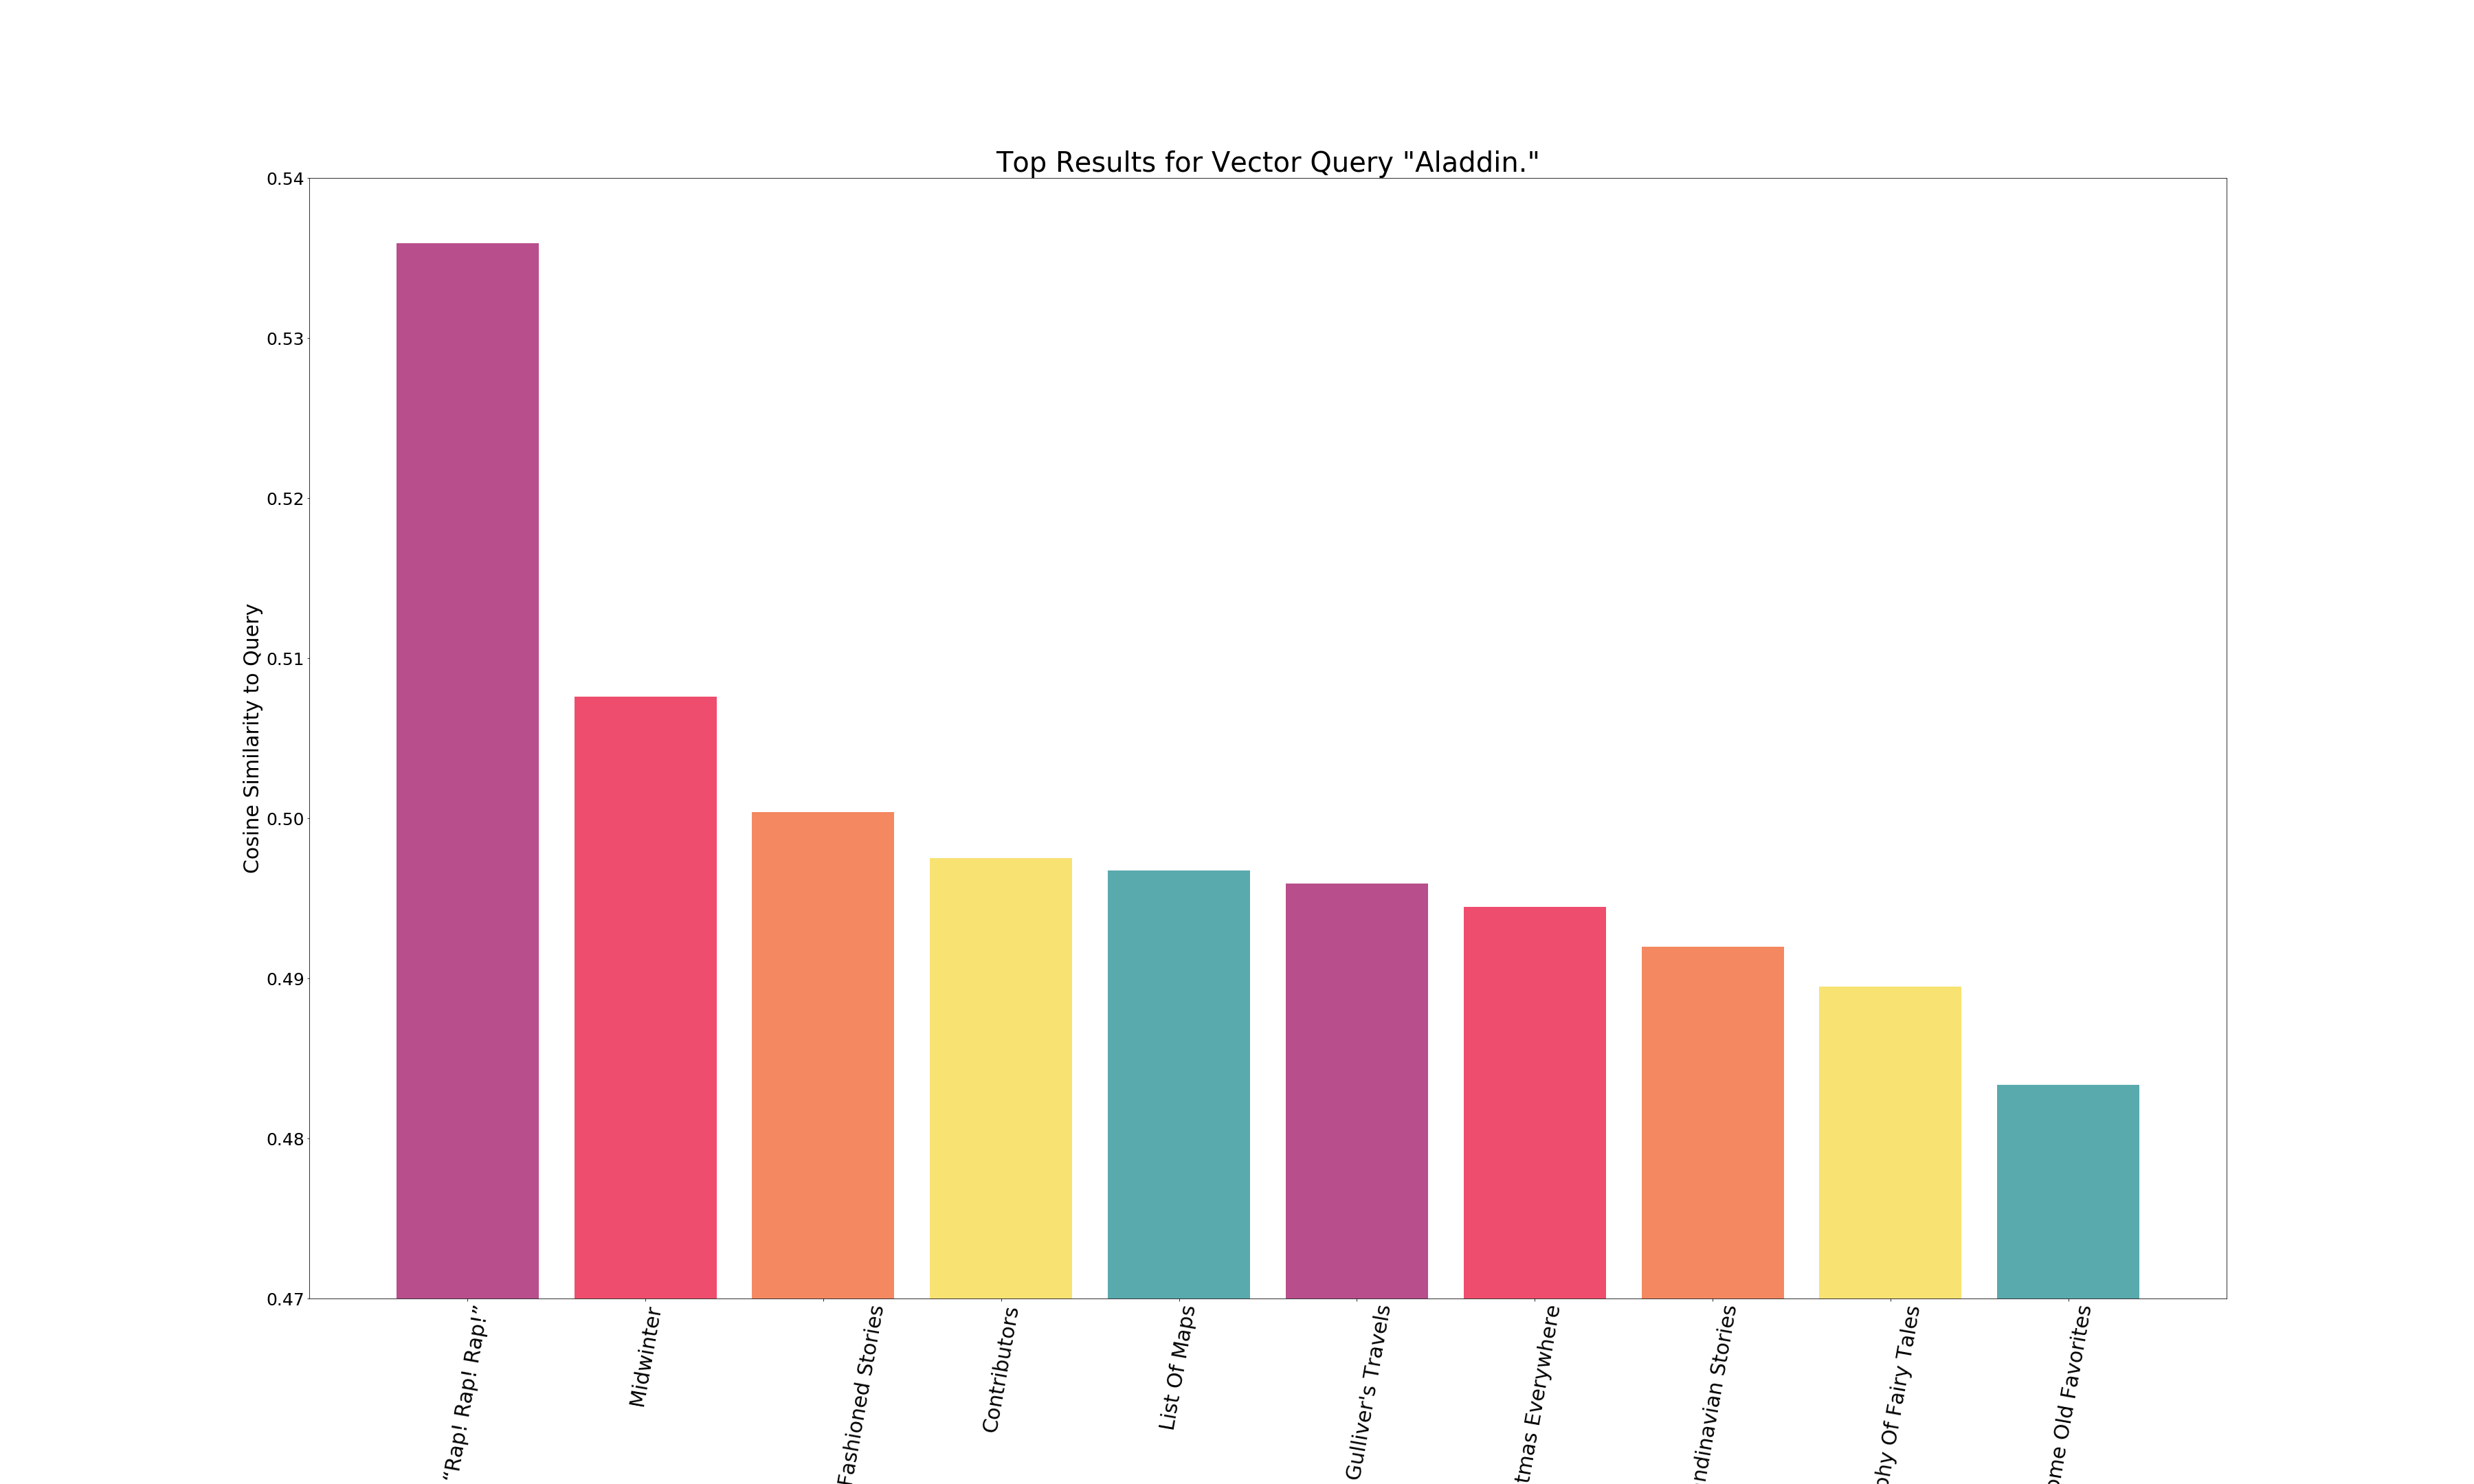 Top Results for Vector Query "Aladdin."
Cosine Similarity to Query
0.54
0.53
0.52
0.51
0.50
0.49
0.48
0.47
“Rap! Rap! Rap!”
Midwinter
Fashioned Stories
Contributors
List Of Maps
Gulliver's Travels
tmas Everywhere
ndinavian Stories
phy Of Fairy Tales
ome Old Favorites